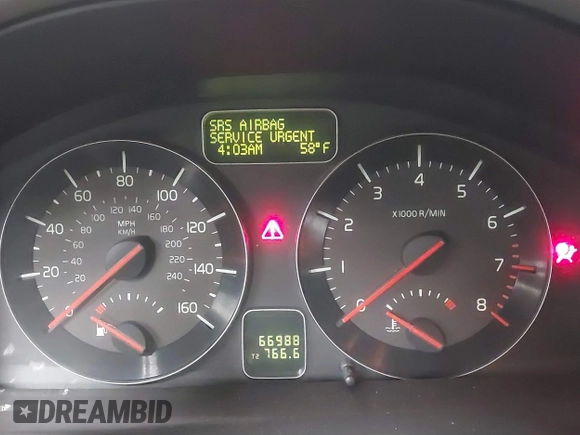 SRS AIRBAG
SERVICE URGENT
4:03AM 58°F
0 20 40 60 80 100 120 140 160
20 40 60 80 100 120 140 160 180 200 220 240
MPH
KM/H
0 1 2 3 4 5 6 7 8
X1000 R/MIN
66988
T2 766.6
DREAMBID